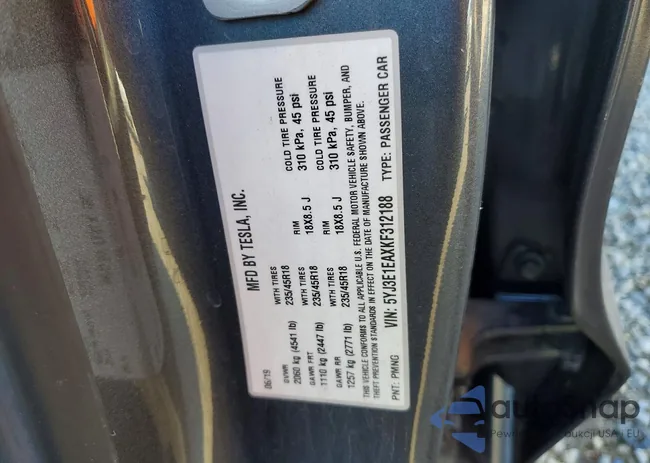 MFD BY TESLA, INC.
06/19
GVWR WITH TIRES RIM COLD TIRE PRESSURE
2060 kg (4541 lb) 235/45R18 18X8.5 J 310 kPa, 45 psi
GAWR FRT WITH TIRES RIM COLD TIRE PRESSURE
1110 kg (2447 lb) 235/45R18 18X8.5 J 310 kPa, 45 psi
GAWR RR WITH TIRES
1257 kg (2771 lb) 235/45R18
THIS VEHICLE CONFORMS TO ALL APPLICABLE U.S. FEDERAL MOTOR VEHICLE SAFETY, BUMPER, AND
THEFT PREVENTION STANDARDS IN EFFECT ON THE DATE OF MANUFACTURE SHOWN ABOVE.
VIN: 5YJ3E1EAXKF312188 TYPE: PASSENGER CAR
PNT: PMNG